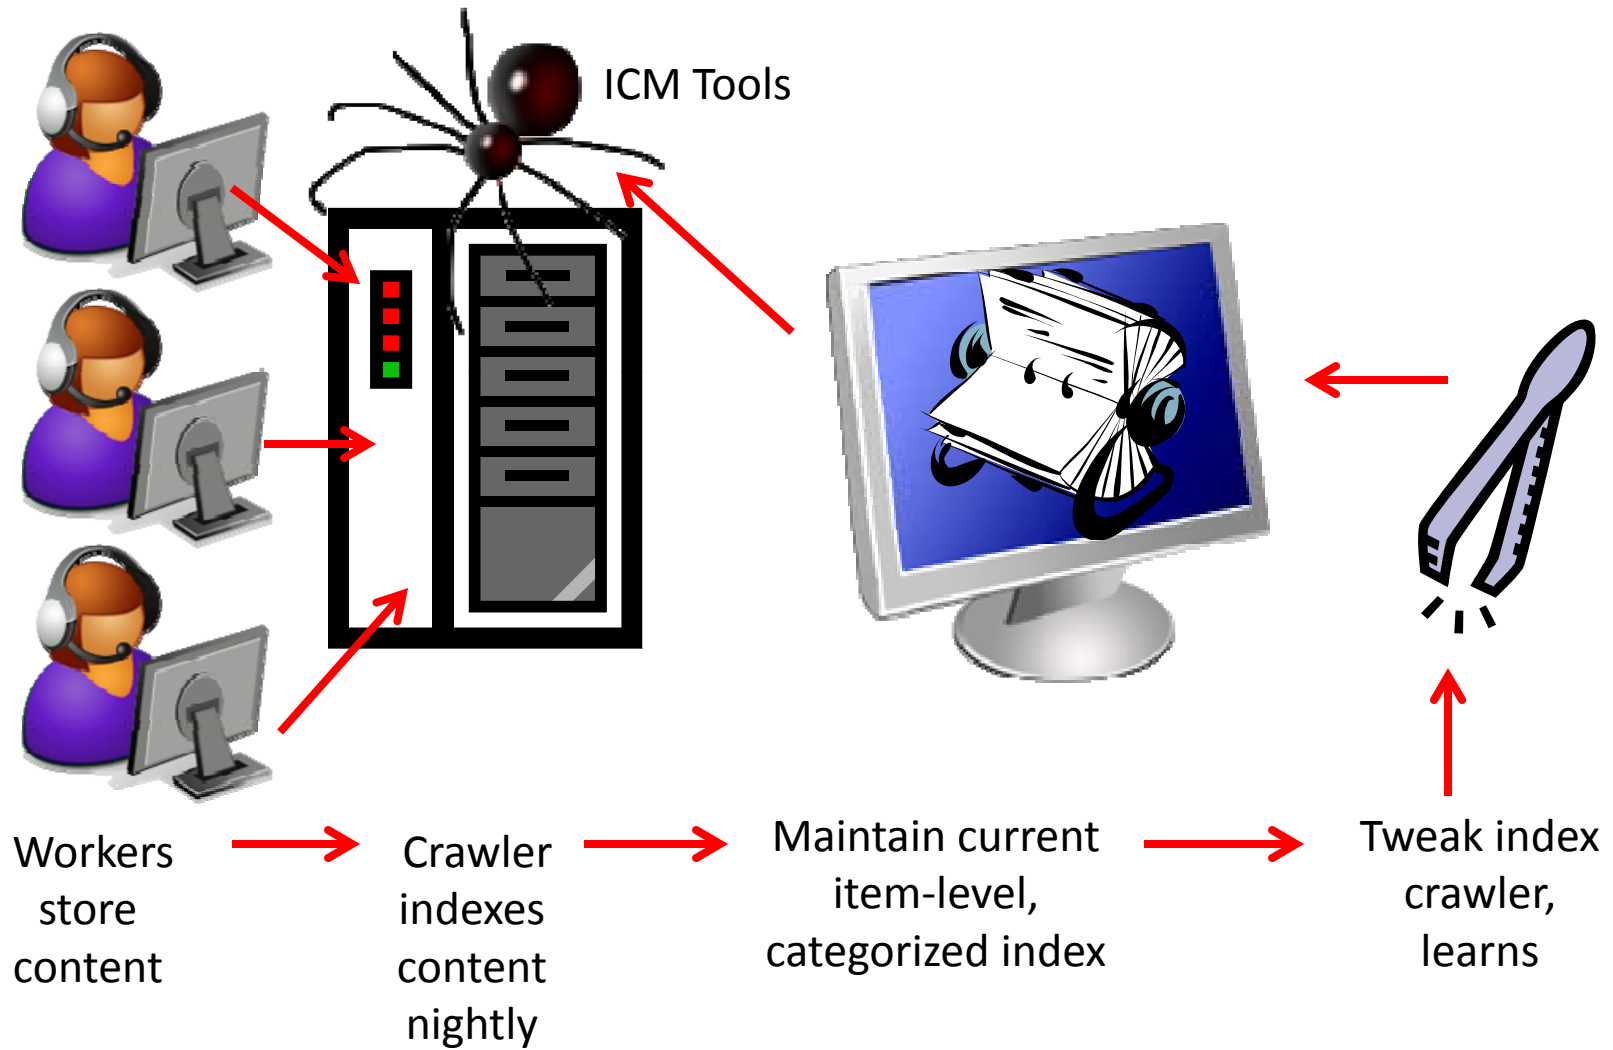 ICM Tools
Workers
store
content
Crawler
indexes
content
nightly
Maintain current
item-level,
categorized index
Tweak index
crawler,
learns